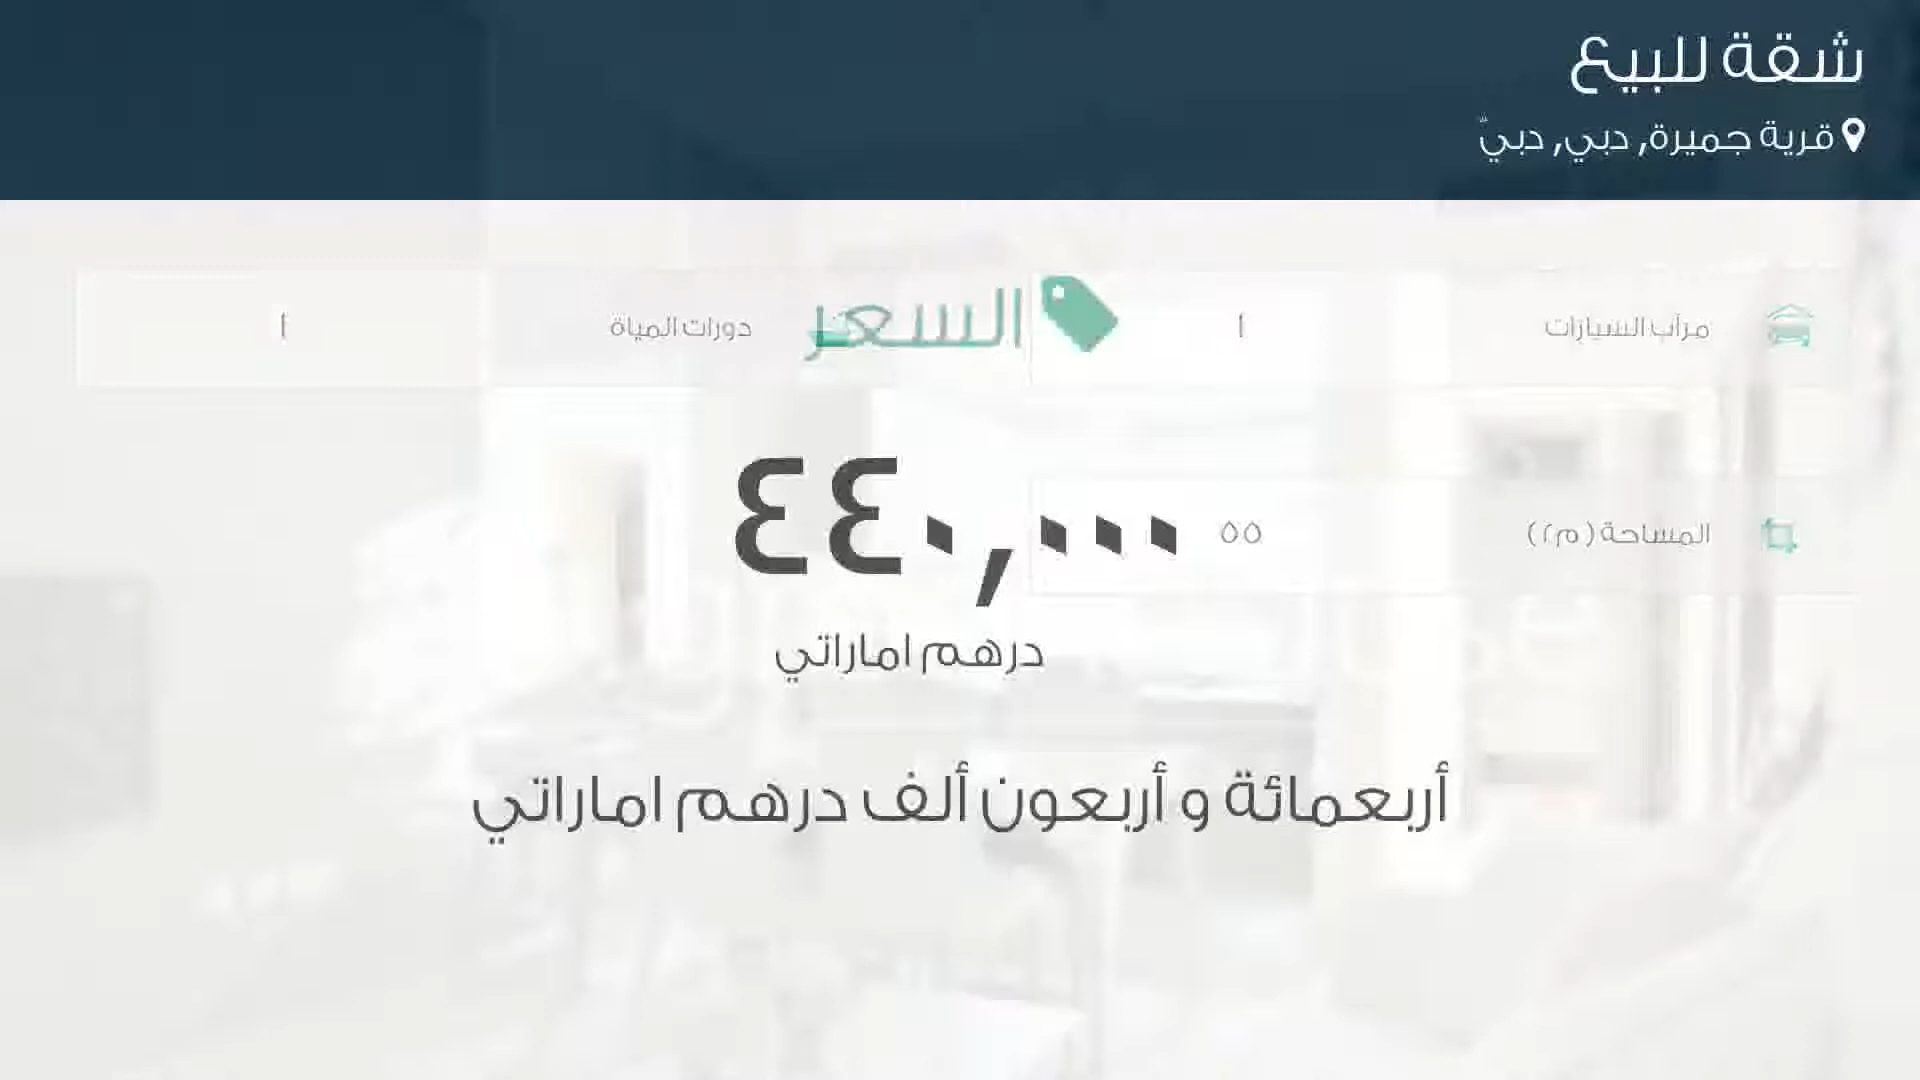 شقة للبيع
قرية جميرة, دبي, دبيّ
السعر
مرآب السيارات ١
دورات المياة ١
٤٤٠,٠٠٠
المساحة (م٢) ٥٥
درهم اماراتي
أربعمائة و أربعون ألف درهم اماراتي